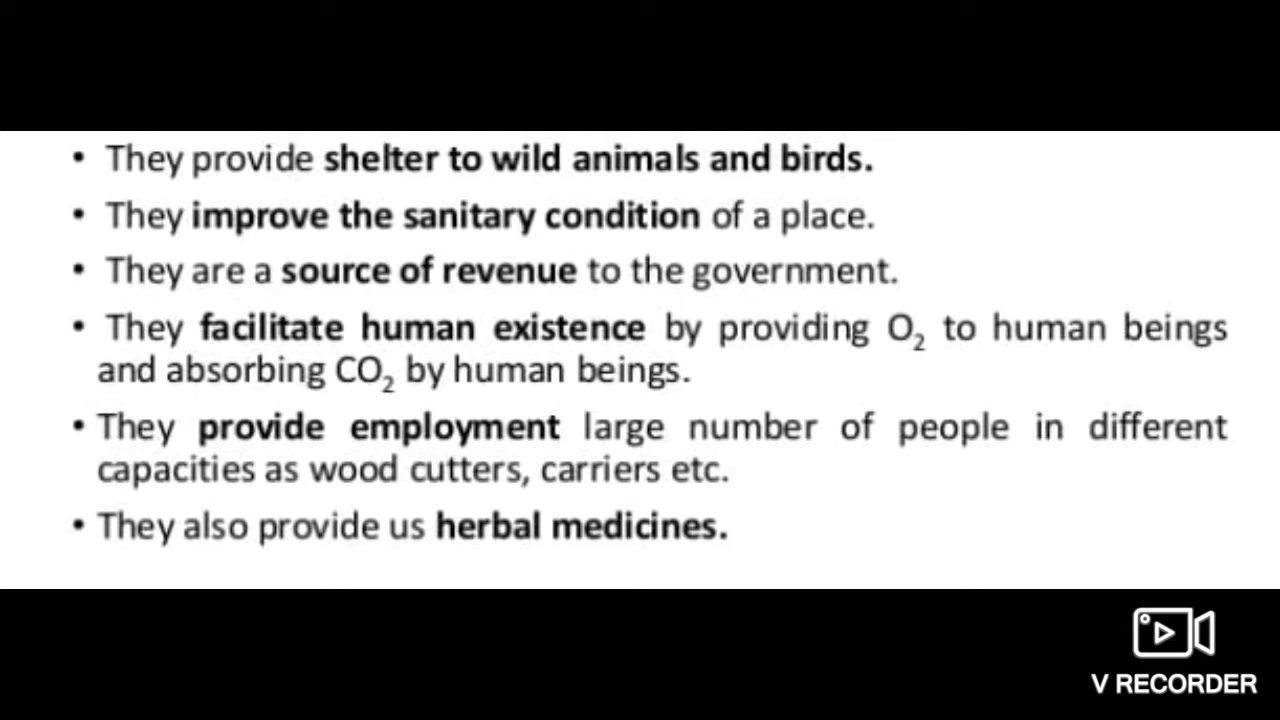 • They provide shelter to wild animals and birds.
• They improve the sanitary condition of a place.
• They are a source of revenue to the government.
• They facilitate human existence by providing O₂ to human beings
and absorbing CO₂ by human beings.
• They provide employment large number of people in different
capacities as wood cutters, carriers etc.
• They also provide us herbal medicines.
V RECORDER